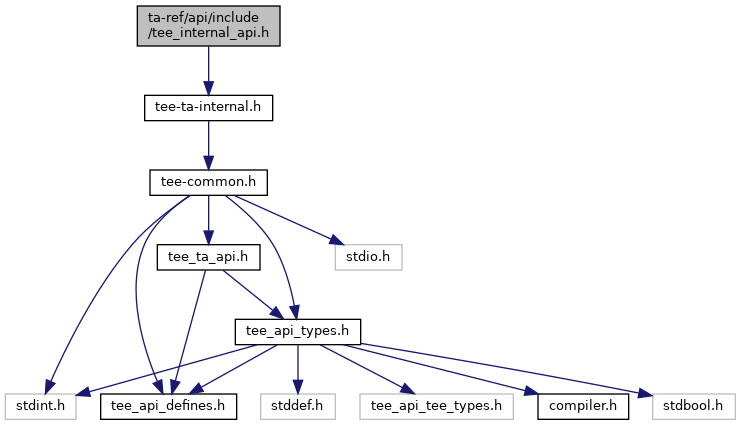 ta-ref/api/include
/tee_internal_api.h
tee-ta-internal.h
tee-common.h
tee_ta_api.h
stdio.h
tee_api_types.h
stdint.h
tee_api_defines.h
stddef.h
tee_api_tee_types.h
compiler.h
stdbool.h